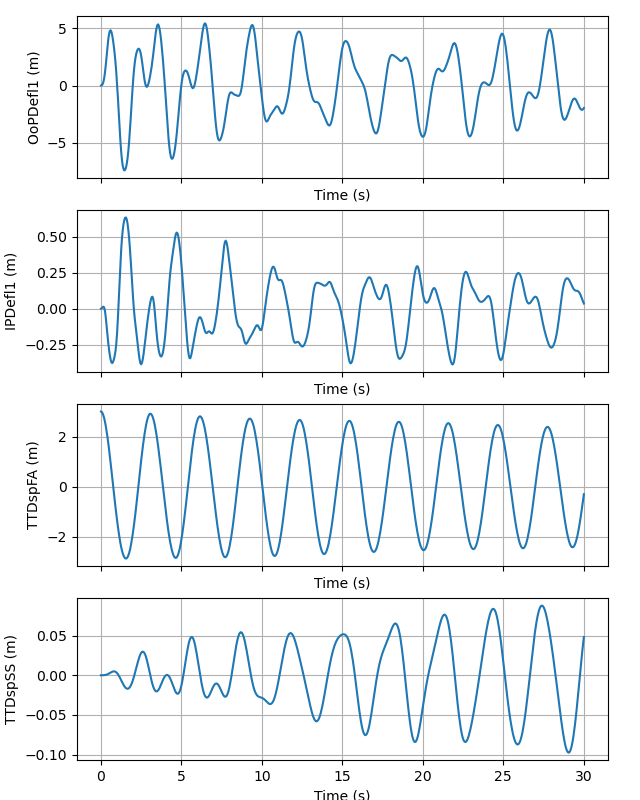 OoPDefl1 (m)
5
0
−5
Time (s)
IPDefl1 (m)
0.50
0.25
0.00
−0.25
Time (s)
TTDspFA (m)
2
0
−2
Time (s)
TTDspSS (m)
0.05
0.00
−0.05
−0.10
0 5 10 15 20 25 30
Time (s)